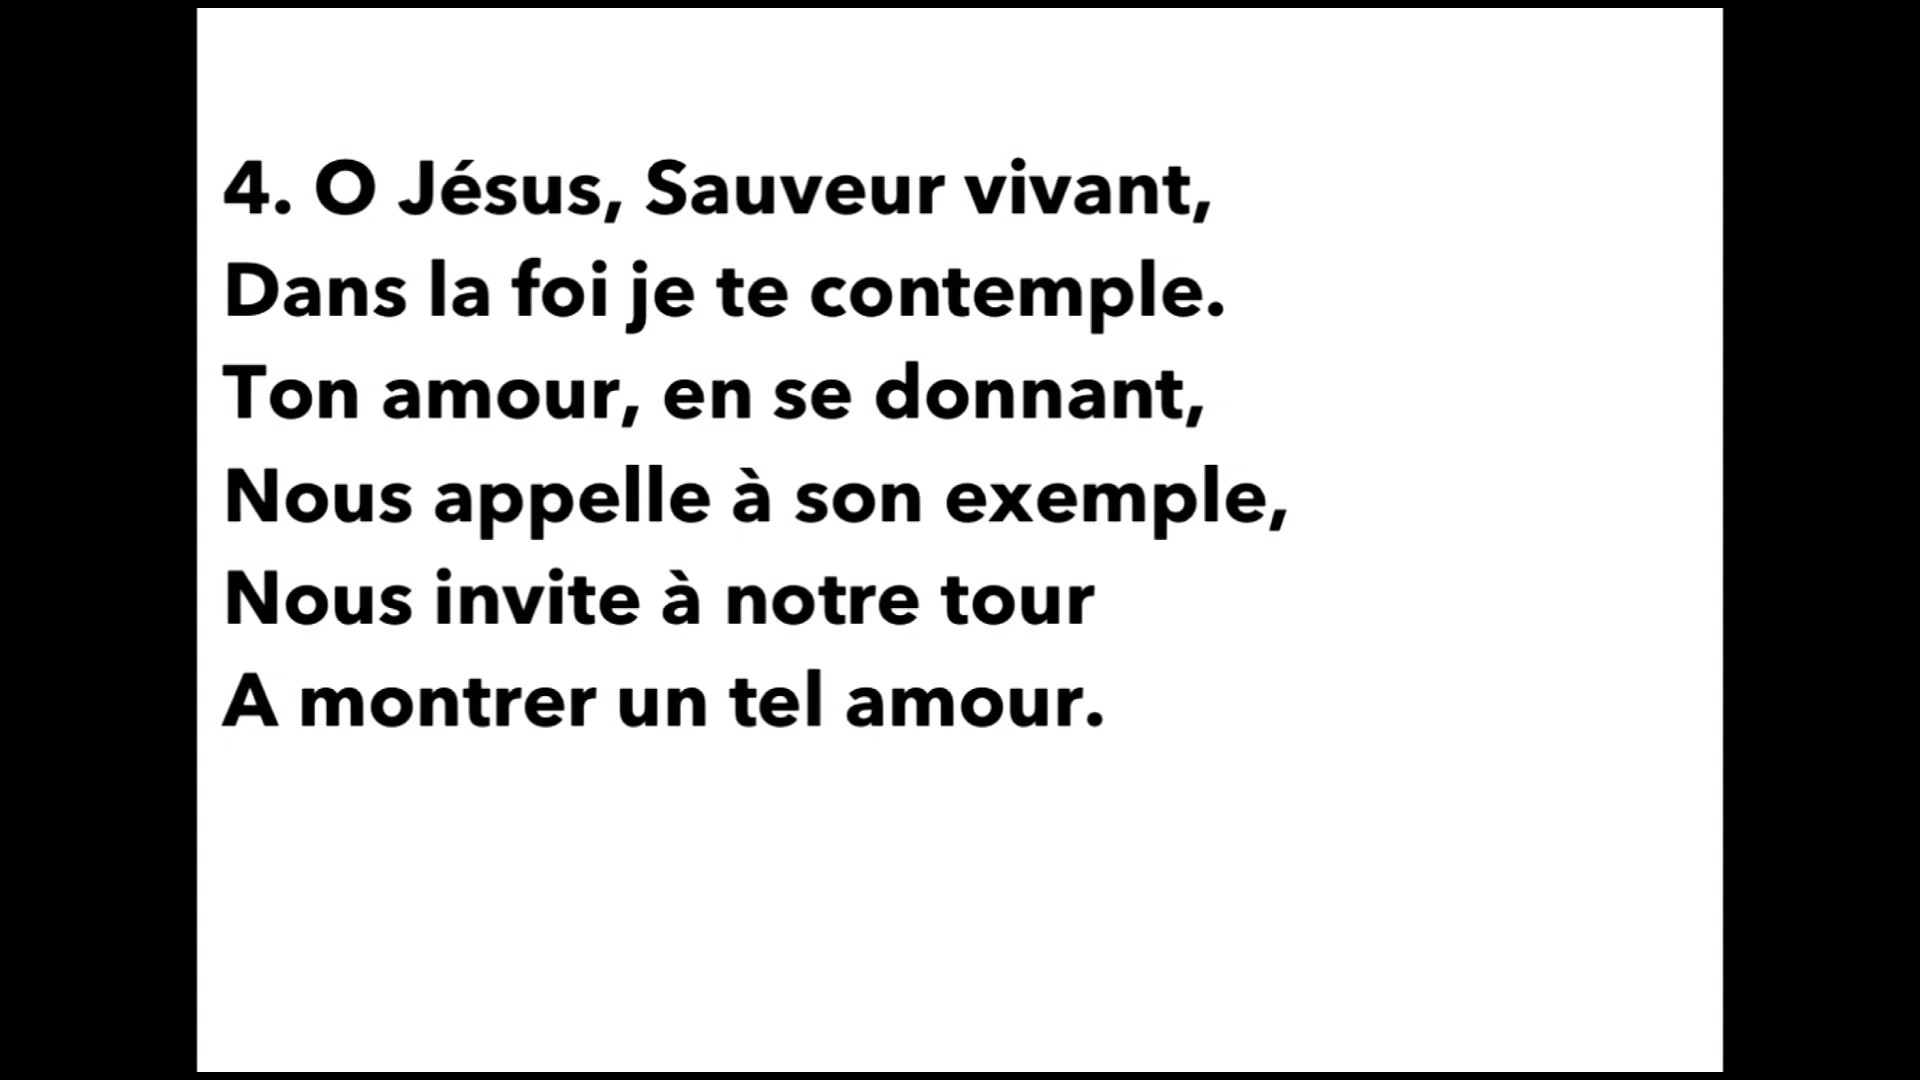 4. O Jésus, Sauveur vivant,
Dans la foi je te contemple.
Ton amour, en se donnant,
Nous appelle à son exemple,
Nous invite à notre tour
A montrer un tel amour.